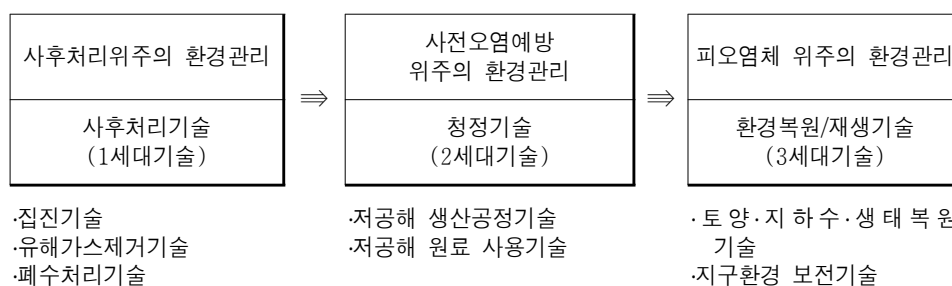 사후처리위주의 환경관리
사후처리기술
(1세대기술)
·집진기술
·유해가스제거기술
·폐수처리기술
⇒
사전오염예방
위주의 환경관리
청정기술
(2세대기술)
·저공해 생산공정기술
·저공해 원료 사용기술
⇒
피오염체 위주의 환경관리
환경복원/재생기술
(3세대기술)
·토양·지하수·생태복원
기술
·지구환경 보전기술